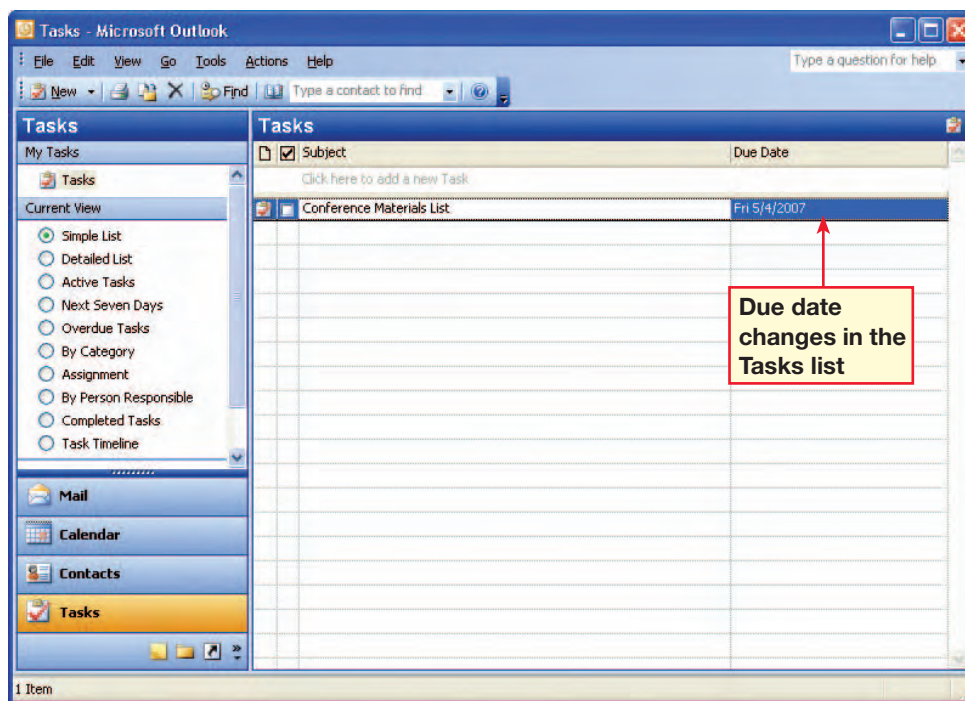 Tasks - Microsoft Outlook
File Edit View Go Tools Actions Help
Type a question for help
New Find Type a contact to find
Tasks
My Tasks
Tasks
Current View
Simple List
Detailed List
Active Tasks
Next Seven Days
Overdue Tasks
By Category
Assignment
By Person Responsible
Completed Tasks
Task Timeline
Mail
Calendar
Contacts
Tasks
Tasks
Subject Due Date
Click here to add a new Task
Conference Materials List Fri 5/4/2007
Due date
changes in the
Tasks list
1 Item